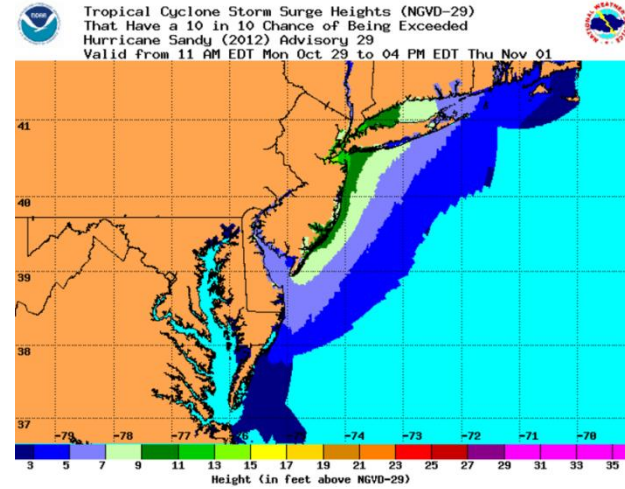 Tropical Cyclone Storm Surge Heights (NGVD-29)
That Have a 10 in 10 Chance of Being Exceeded
Hurricane Sandy (2012) Advisory 29
Valid from 11 AM EDT Mon Oct 29 to 04 PM EDT Thu Nov 01
41
40
39
38
37
-79 -78 -77 -76 -74 -73 -72 -71 -70
3 5 7 9 11 13 15 17 19 21 23 25 27 29 31 33 35
Height (in feet above NGVD-29)